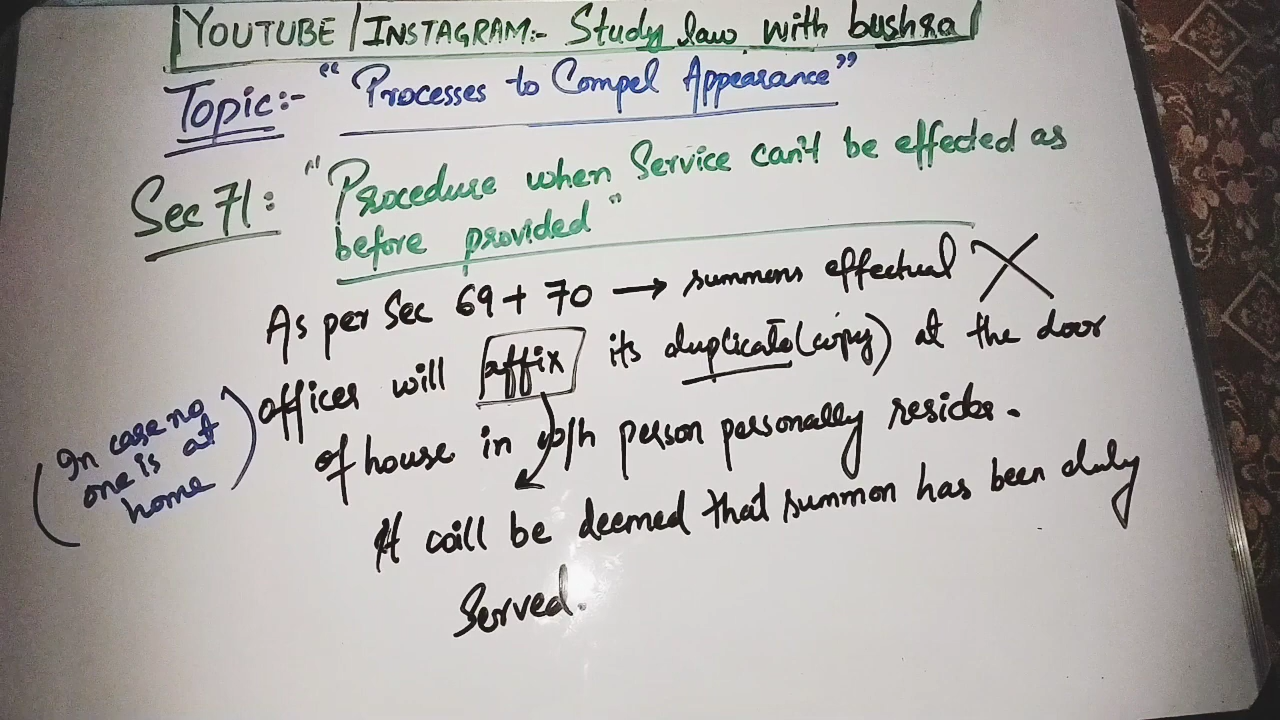 YOUTUBE/INSTAGRAM:- Study law with bushra
Topic:- "Processes to Compel Appearance"
Sec 71: "Procedure when Service can't be effected as
before provided"
As per Sec 69+70 → summons effectual X
officer will affix its duplicate (copy) at the door
(In case no
one is at
home)
of house in w/h person personally resides.
It will be deemed that summon has been duly
Served.